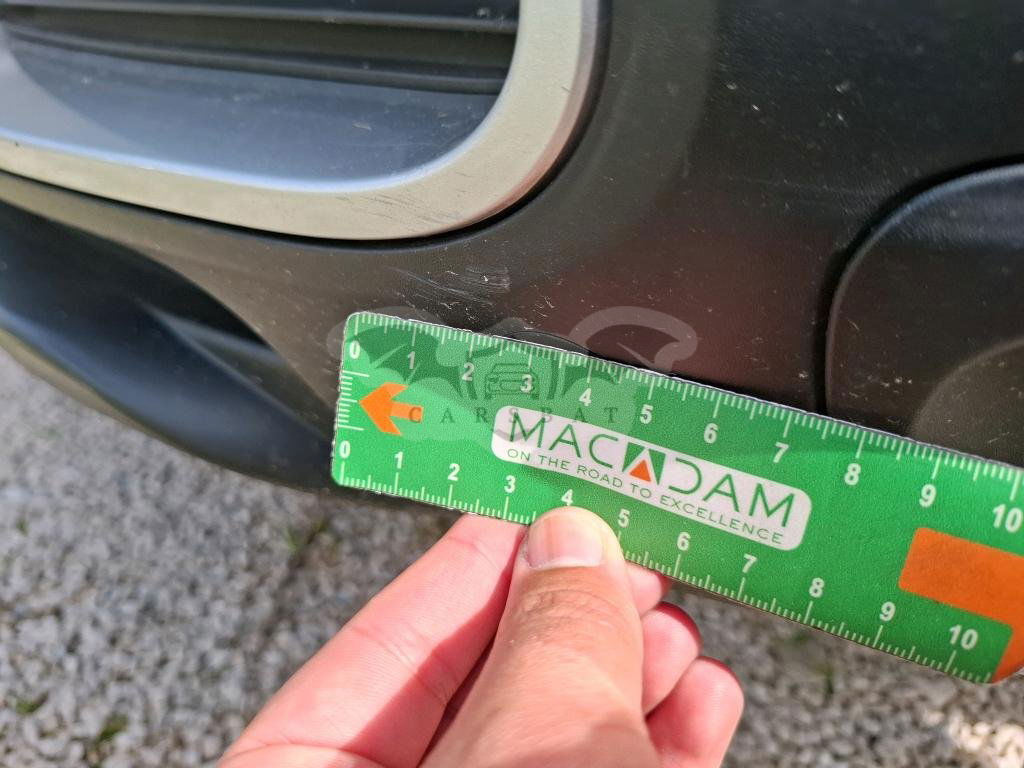 0 1 2 3 4 5 6 7 8 9 10
CARSBAT
MACADAM
ON THE ROAD TO EXCELLENCE
0 1 2 3 4 5 6 7 8 9 10